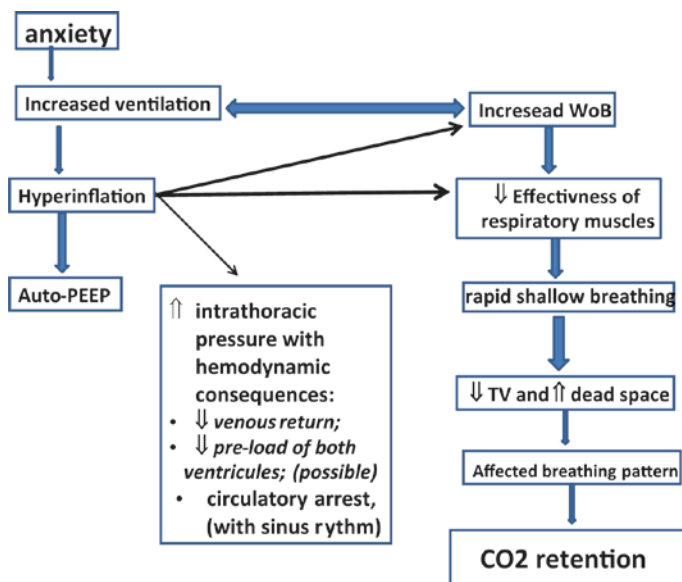 anxiety
Increased ventilation
Incresead WoB
Hyperinflation
⇓ Effectivness of
respiratory muscles
Auto-PEEP
rapid shallow breathing
⇑ intrathoracic
pressure with
hemodynamic
consequences:
• ⇓ venous return;
• ⇓ pre-load of both
ventricules; (possible)
• circulatory arrest,
(with sinus rythm)
⇓ TV and ⇑ dead space
Affected breathing pattern
CO2 retention